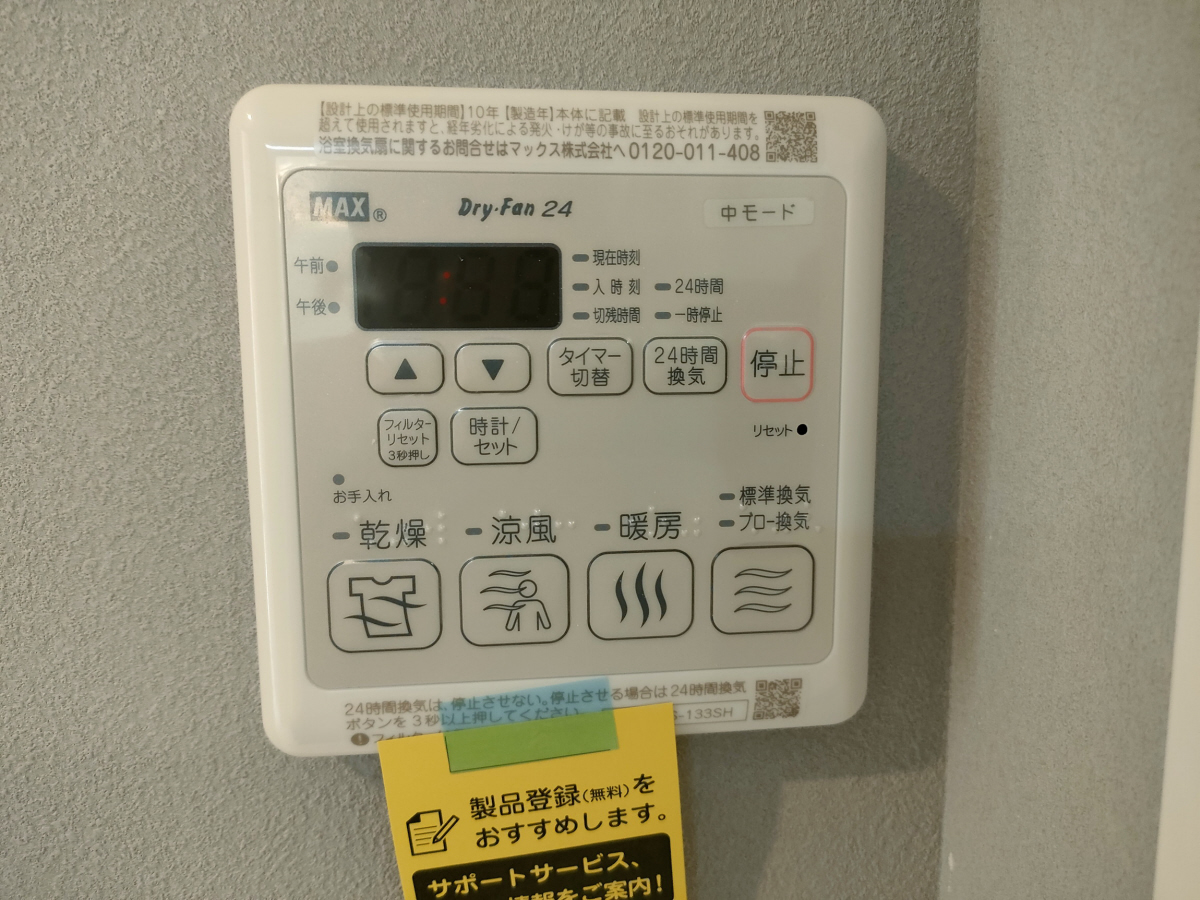 【設計上の標準使用期間】10年 【製造年】本体に記載 設計上の標準使用期間を
超えて使用されますと、経年劣化による発火・けが等の事故に至るおそれがあります。
浴室換気扇に関するお問合せはマックス株式会社へ 0120-011-408
MAX® Dry・Fan 24 中モード
午前 現在時刻
入時刻 24時間
午後 切残時間 一時停止
▲ ▼ タイマー切替 24時間換気 停止
フィルターリセット3秒押し 時計/セット リセット
お手入れ
標準換気
乾燥 涼風 暖房 ブロー換気
24時間換気は、停止させない。停止させる場合は24時間換気
ボタンを3秒以上押してください。 -133SH
製品登録(無料)を
おすすめします。
サポートサービス、
情報をご案内!